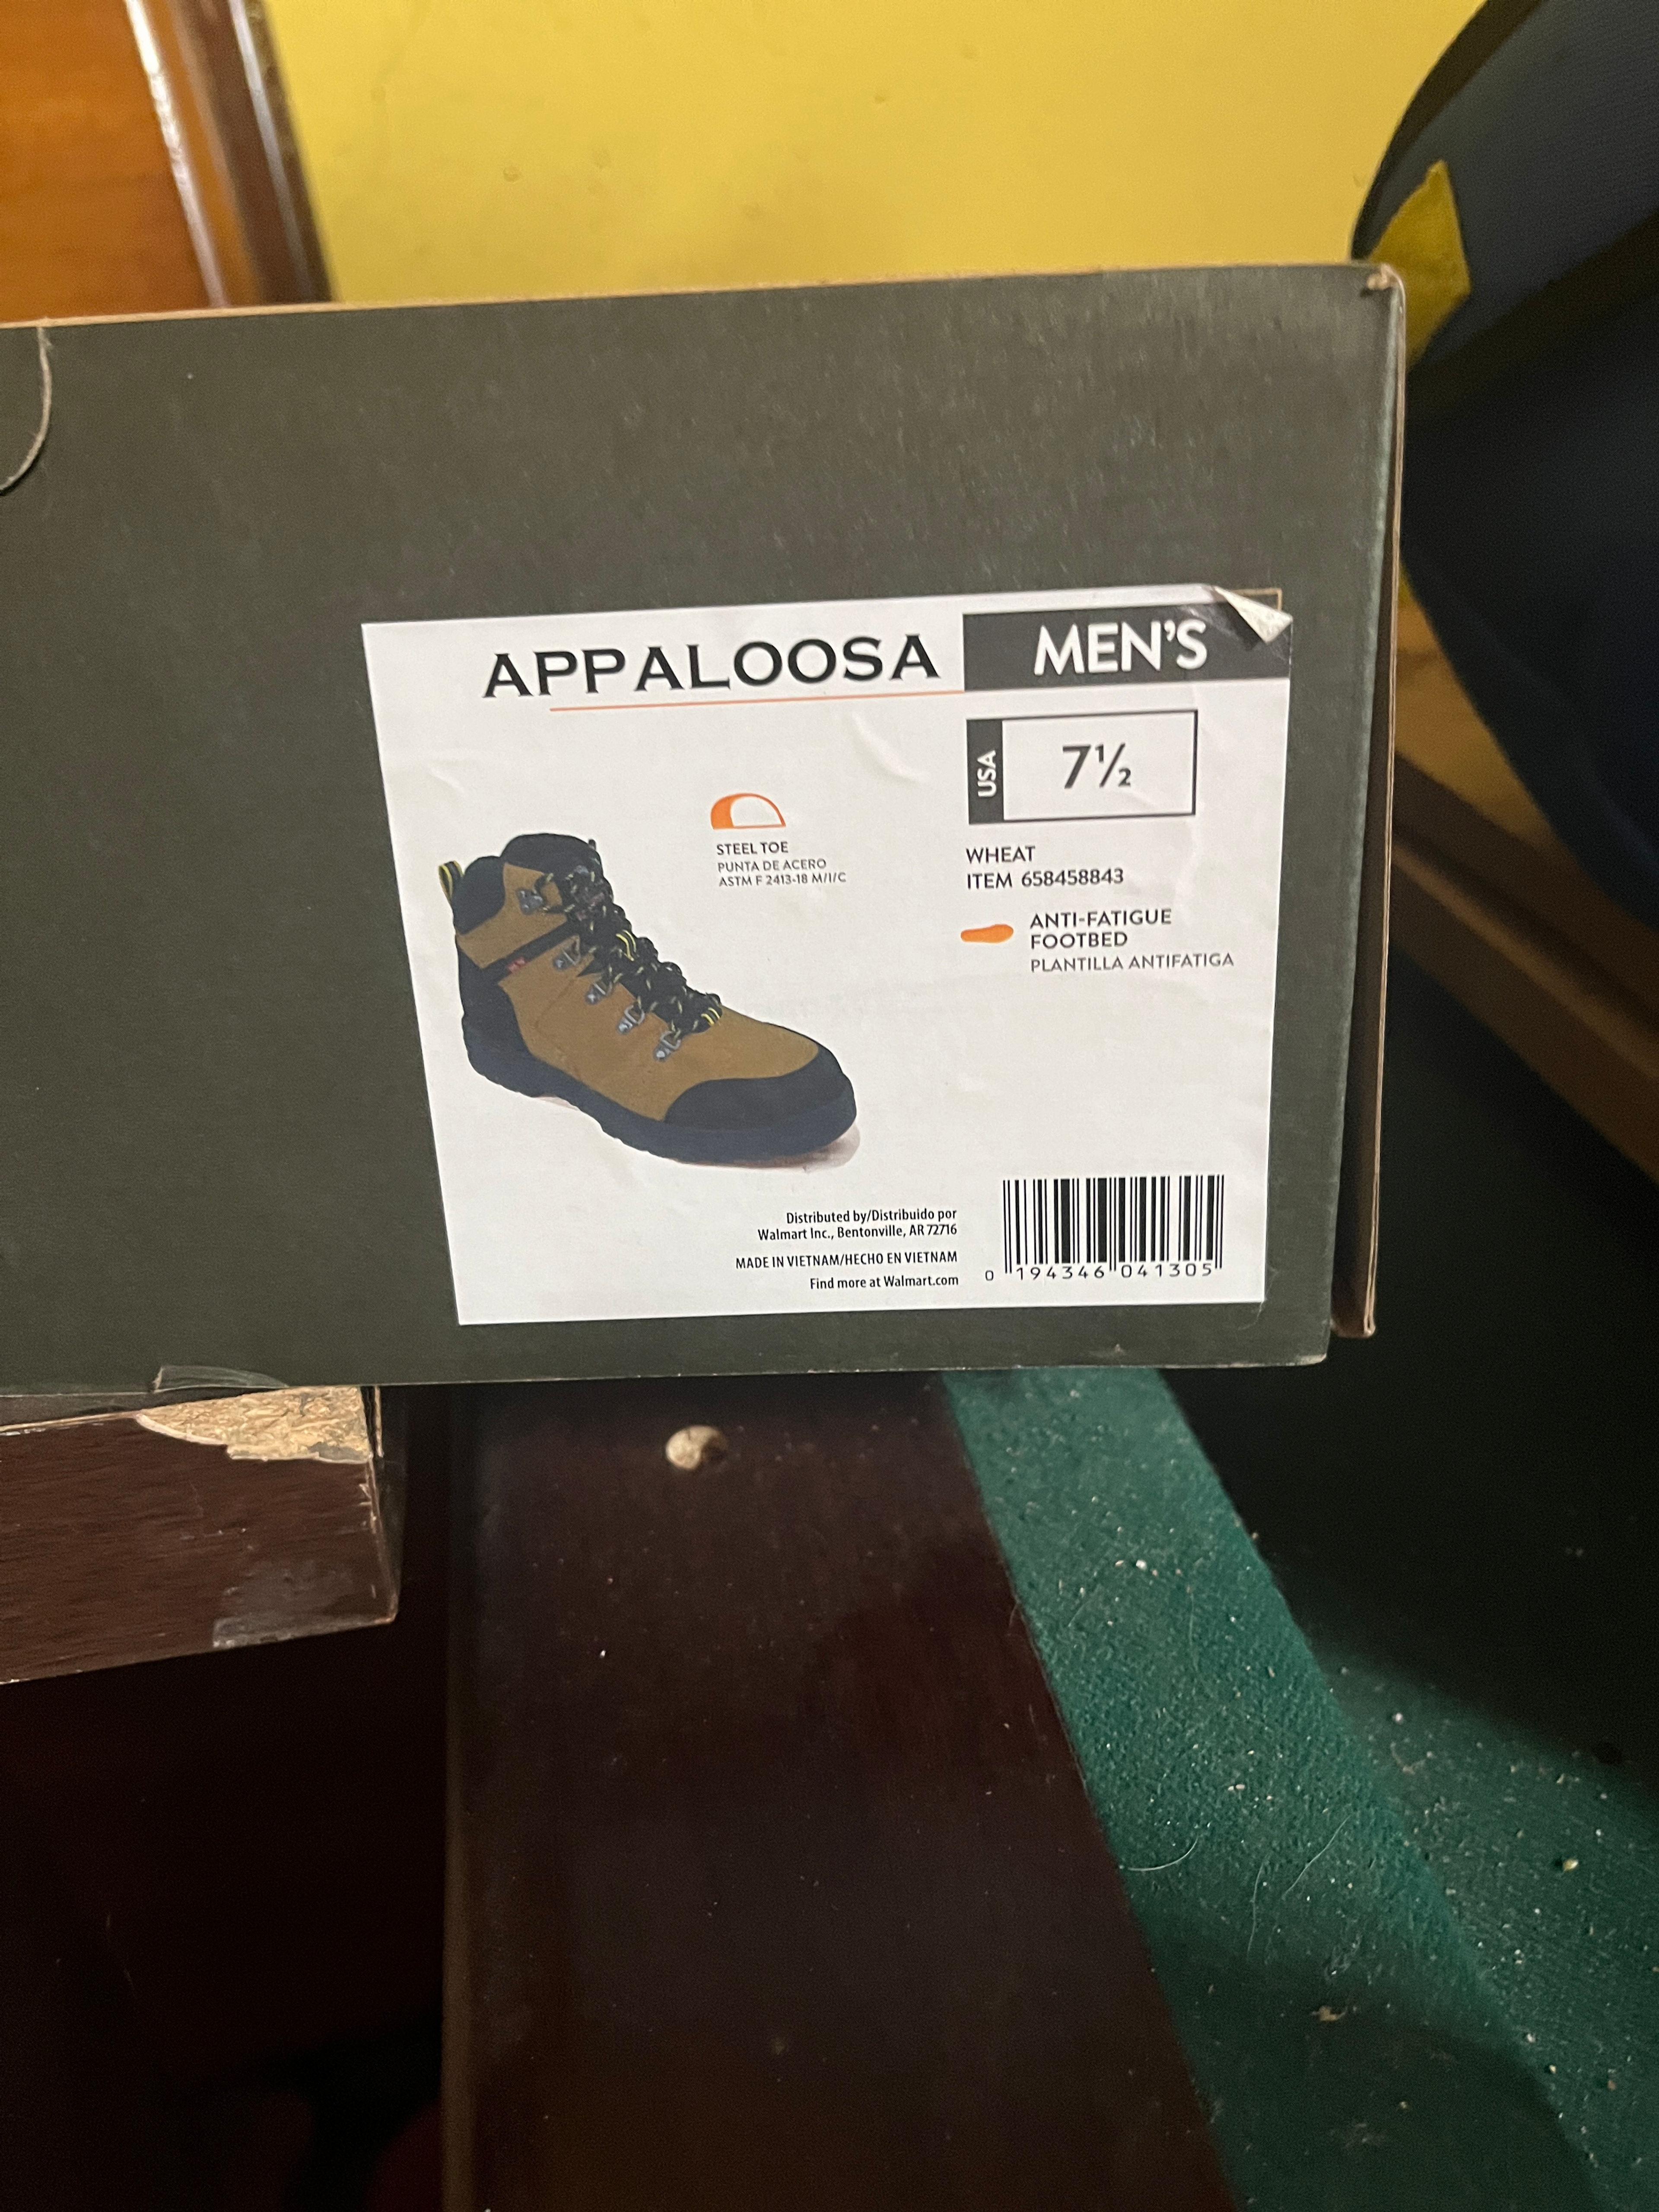 APPALOOSA
MEN'S
USA
7½
STEEL TOE
PUNTA DE ACERO
ASTM F 2413-18 M/I/C
WHEAT
ITEM 658458843
ANTI-FATIGUE
FOOTBED
PLANTILLA ANTIFATIGA
Distributed by/Distribuido por
Walmart Inc., Bentonville, AR 72716
MADE IN VIETNAM/HECHO EN VIETNAM
Find more at Walmart.com
0 194346 041305